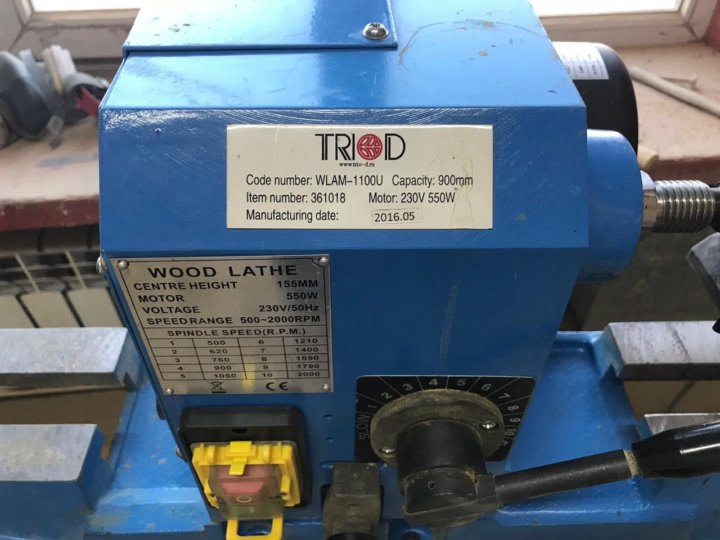 TRIOD
www.trio-d.ru
Code number: WLAM-1100U Capacity: 900mm
Item number: 361018 Motor: 230V 550W
Manufacturing date: 2016.05
WOOD LATHE
CENTRE HEIGHT 155MM
MOTOR 550W
VOLTAGE 230V/50Hz
SPEED RANGE 500~2000RPM
SPINDLE SPEED(R.P.M.)
1 500 6 1210
2 620 7 1400
3 760 8 1590
4 900 9 1790
5 1050 10 2000
CE
SLOW 1 2 3 4 5 6 7 8 9 10